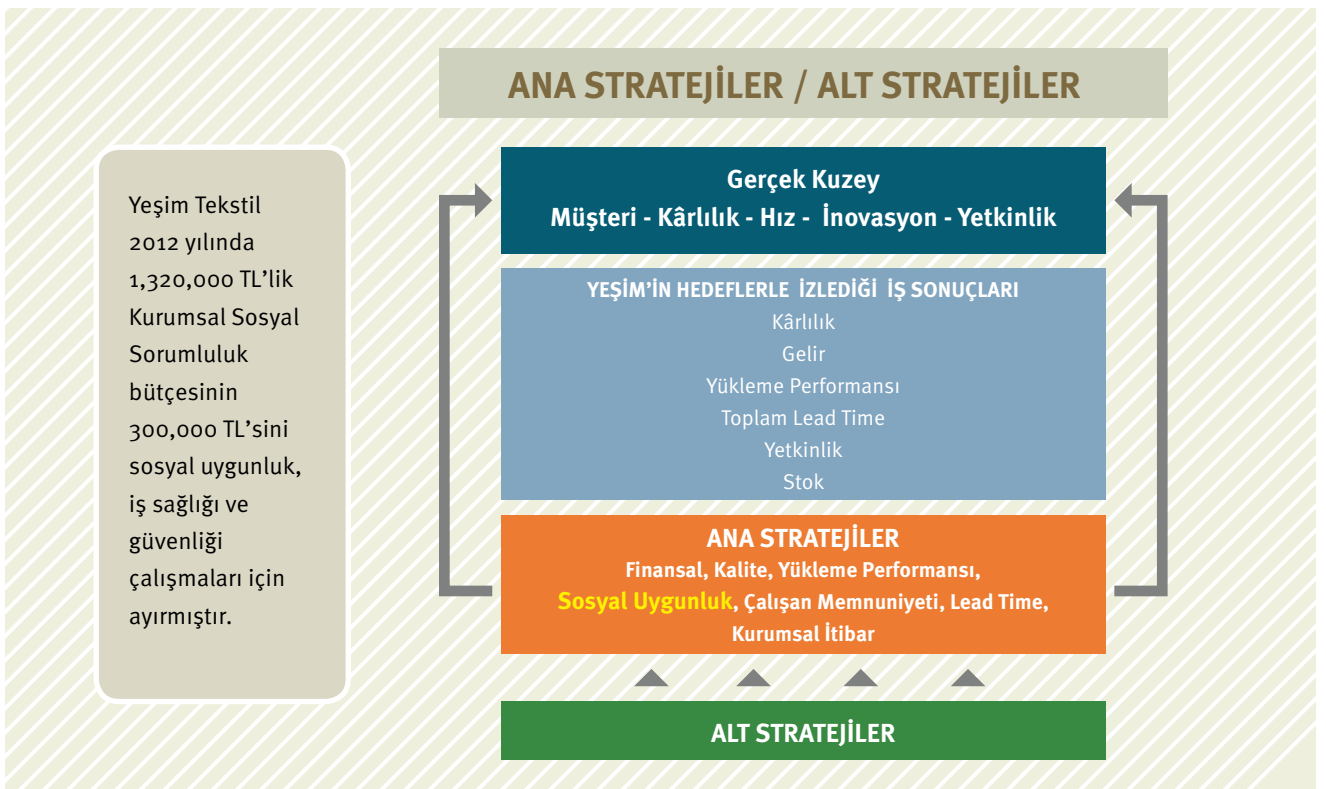 ANA STRATEJİLER / ALT STRATEJİLER
Yeşim Tekstil
2012 yılında
1,320,000 TL’lik
Kurumsal Sosyal
Sorumluluk
bütçesinin
300,000 TL’sini
sosyal uygunluk,
iş sağlığı ve
güvenliği
çalışmaları için
ayırmıştır.
Gerçek Kuzey
Müşteri - Kârlılık - Hız - İnovasyon - Yetkinlik
YEŞİM’İN HEDEFLERLE İZLEDİĞİ İŞ SONUÇLARI
Kârlılık
Gelir
Yükleme Performansı
Toplam Lead Time
Yetkinlik
Stok
ANA STRATEJİLER
Finansal, Kalite, Yükleme Performansı,
Sosyal Uygunluk, Çalışan Memnuniyeti, Lead Time,
Kurumsal İtibar
ALT STRATEJİLER